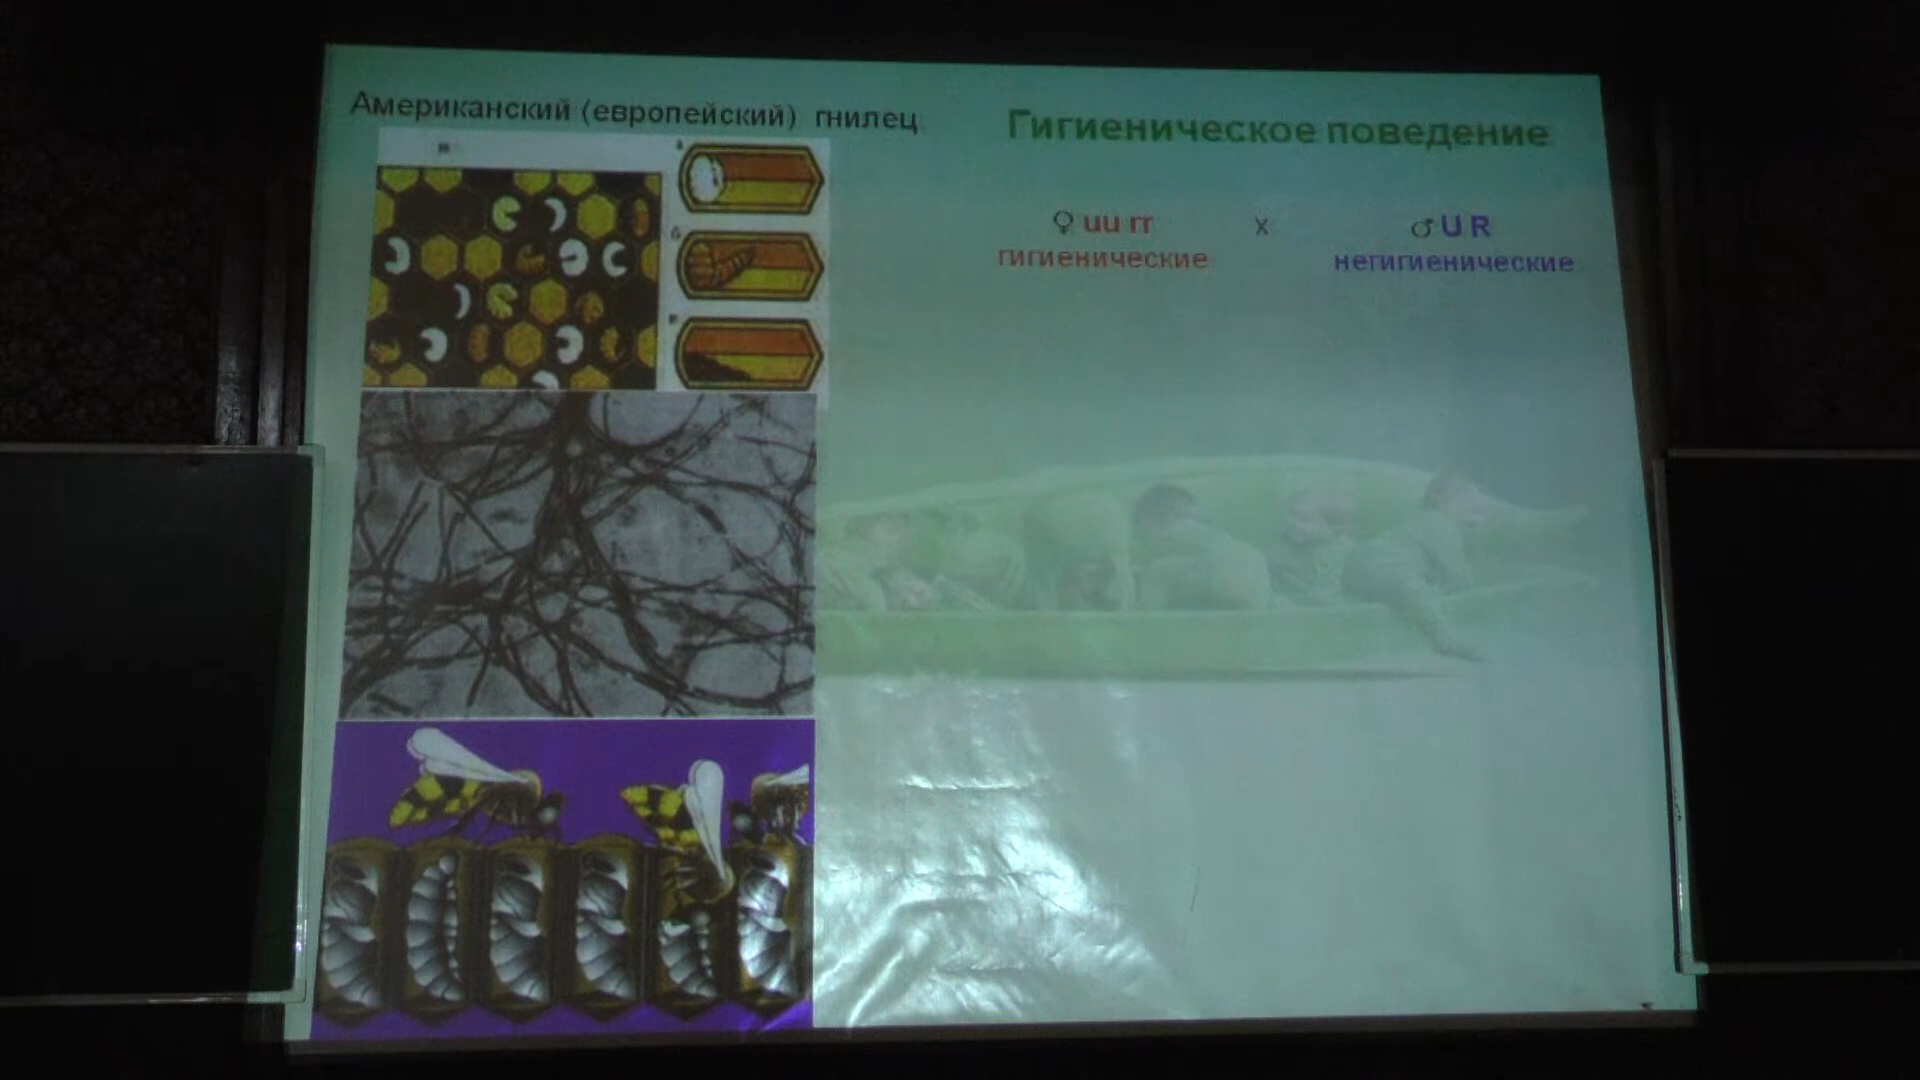 Американский (европейский) гнилец
Гигиеническое поведение
♀ uu rr x ♂ U R
гигиенические негигиенические